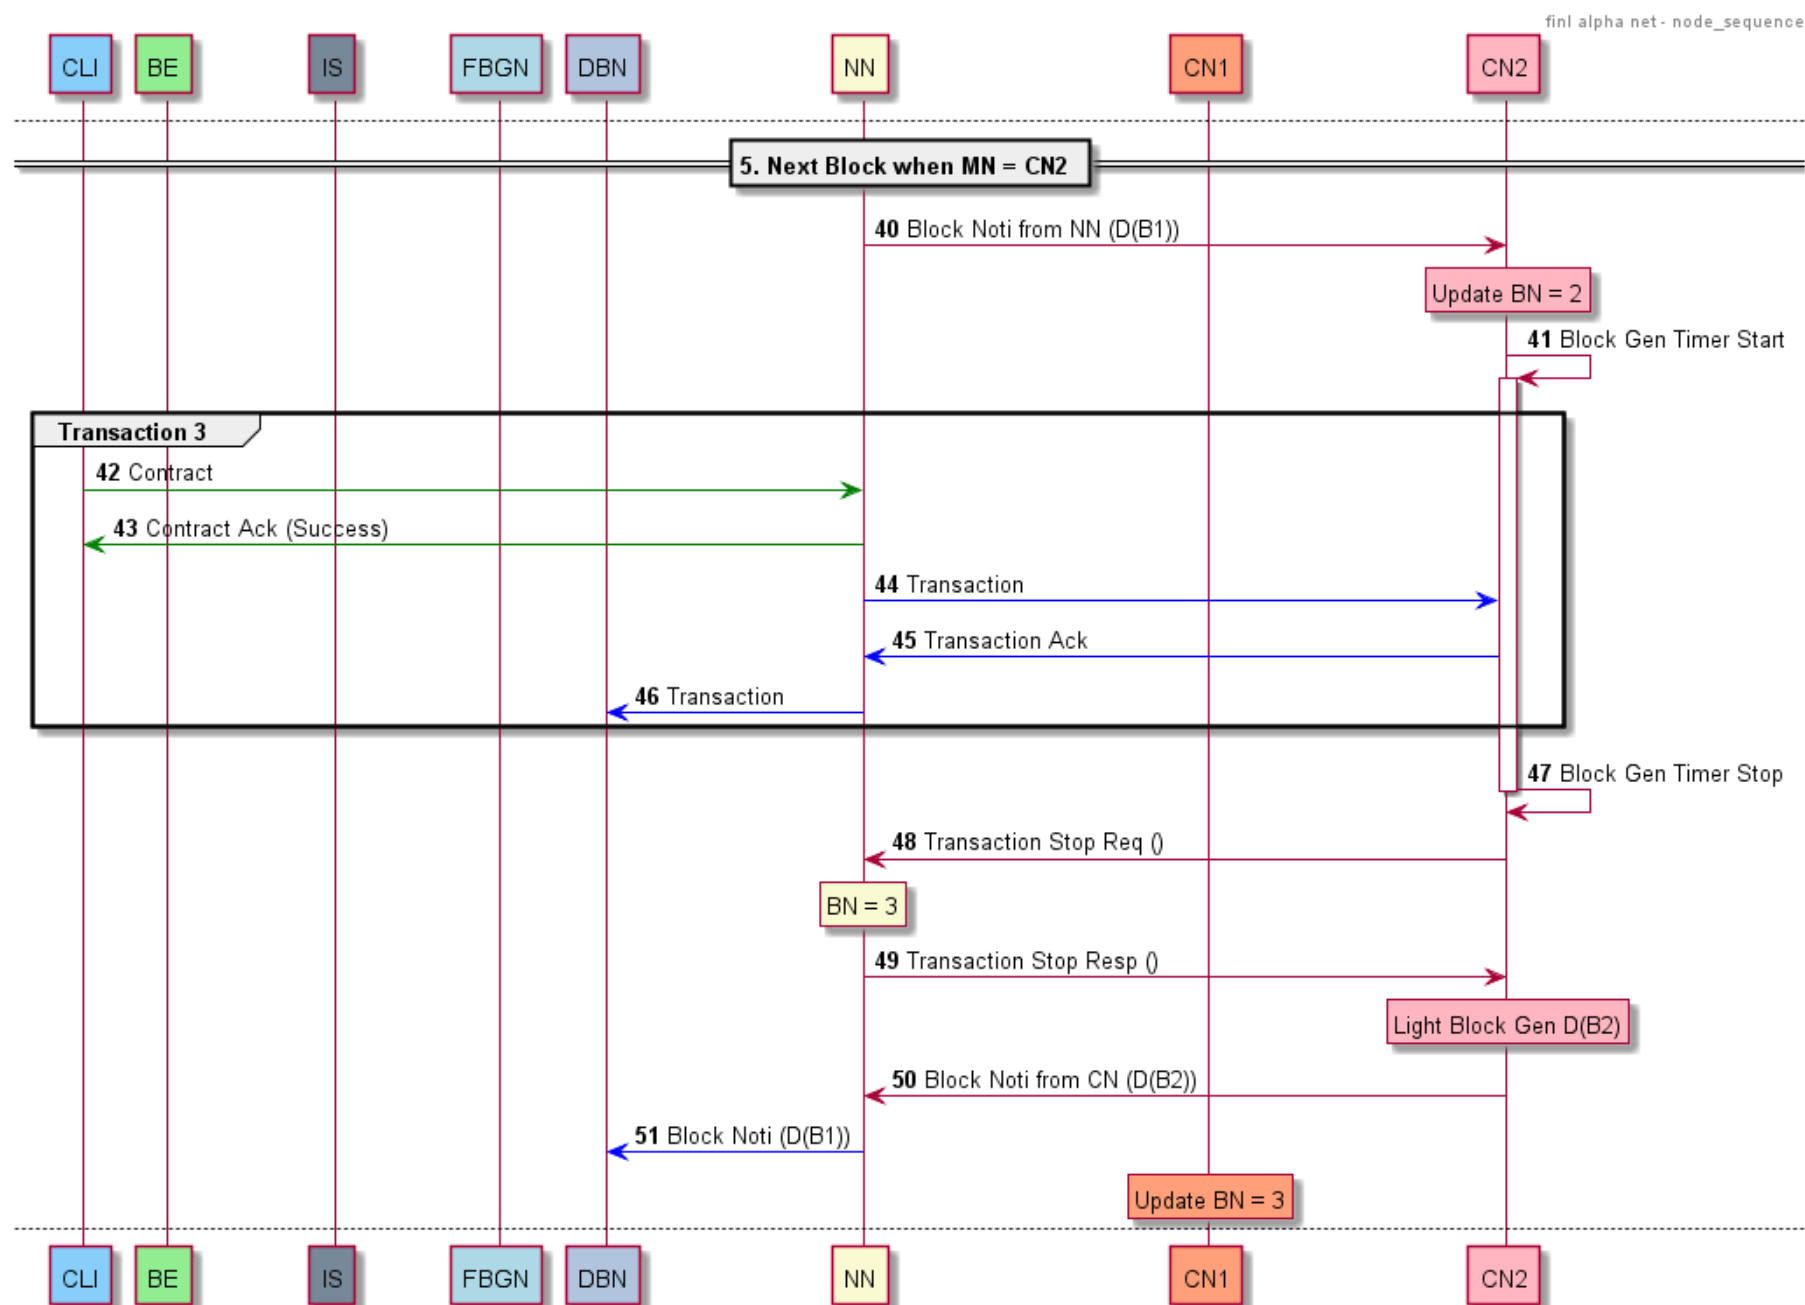 finl alpha net - node_sequence
CLI BE IS FBGN DBN NN CN1 CN2
5. Next Block when MN = CN2
40 Block Noti from NN (D(B1))
Update BN = 2
41 Block Gen Timer Start
Transaction 3
42 Contract
43 Contract Ack (Success)
44 Transaction
45 Transaction Ack
46 Transaction
47 Block Gen Timer Stop
48 Transaction Stop Req ()
BN = 3
49 Transaction Stop Resp ()
Light Block Gen D(B2)
50 Block Noti from CN (D(B2))
51 Block Noti (D(B1))
Update BN = 3
CLI BE IS FBGN DBN NN CN1 CN2